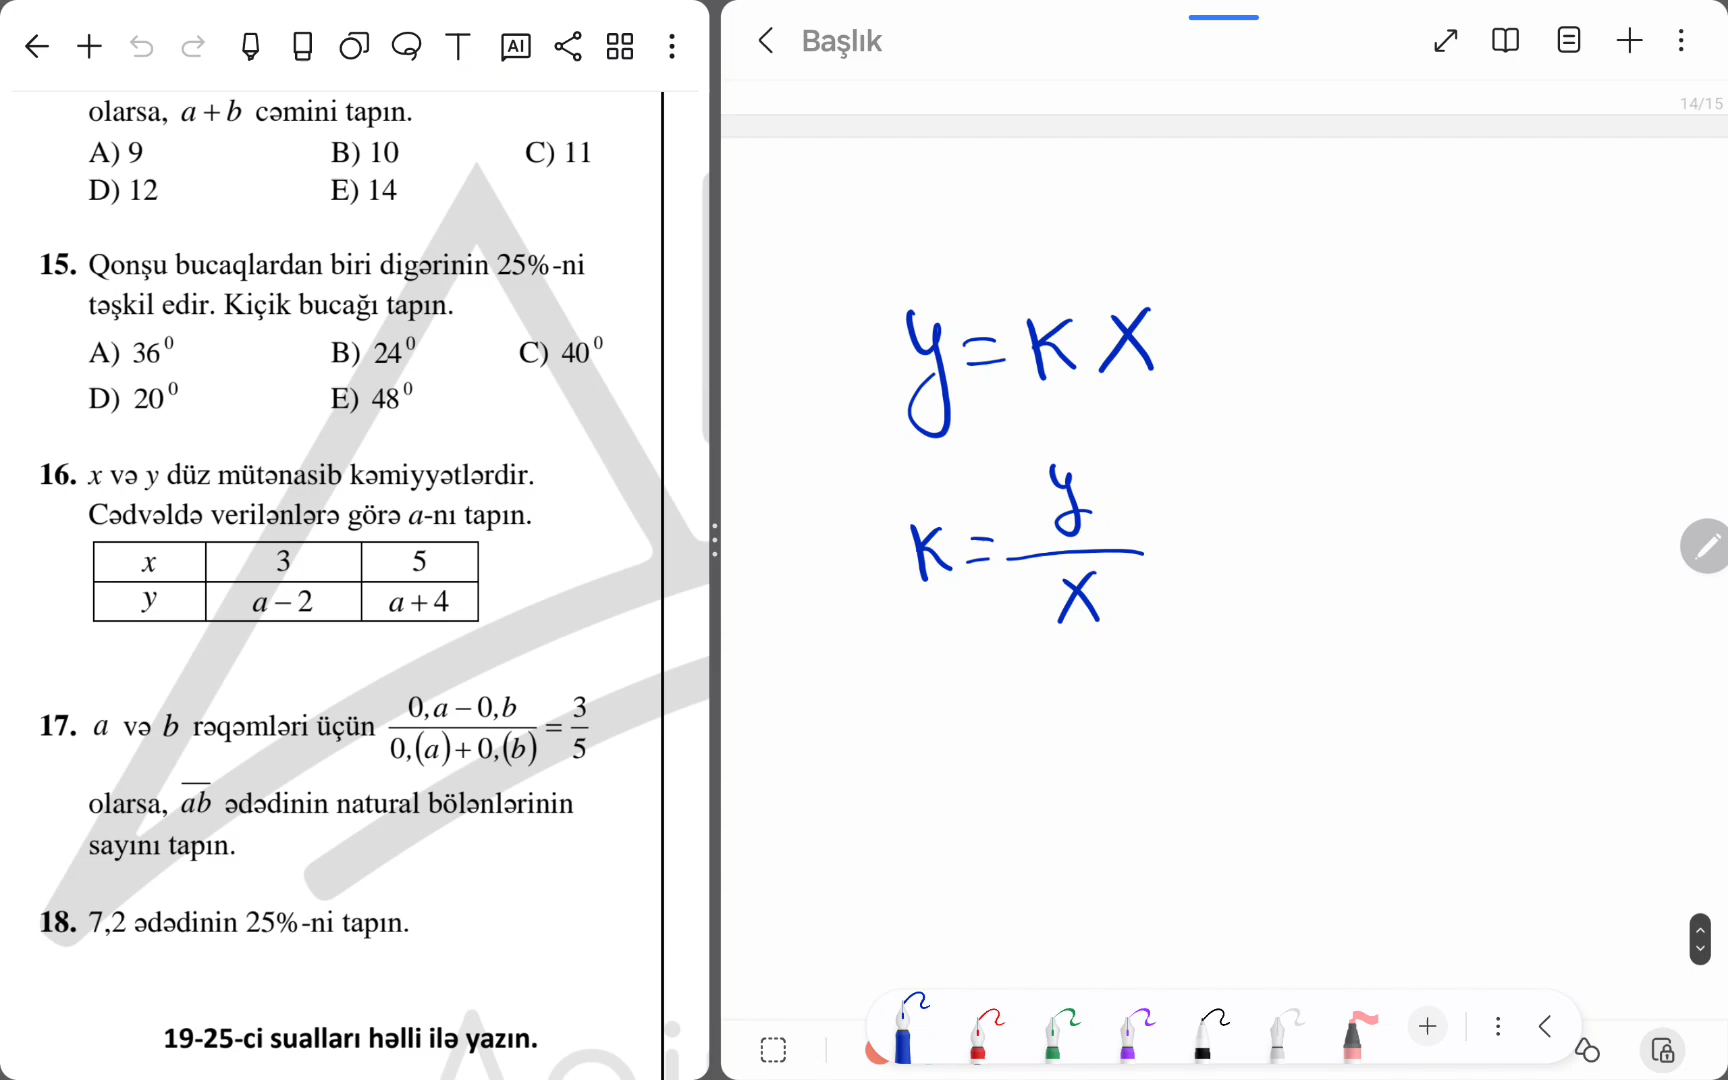 olarsa, a + b cəmini tapın.
A) 9 B) 10 C) 11
D) 12 E) 14
15. Qonşu bucaqlardan biri digərinin 25%-ni
təşkil edir. Kiçik bucağı tapın.
A) 36⁰ B) 24⁰ C) 40⁰
D) 20⁰ E) 48⁰
16. x və y düz mütənasib kəmiyyətlərdir.
Cədvəldə verilənlərə görə a-nı tapın.
x 3 5
y a − 2 a + 4
17. a və b rəqəmləri üçün (0,a − 0,b)/(0,(a) + 0,(b)) = 3/5
olarsa, a̅b̅ ədədinin natural bölənlərinin
sayını tapın.
18. 7,2 ədədinin 25%-ni tapın.
19-25-ci sualları həlli ilə yazın.
T AI
Başlık
14/15
y = K X
K = y/X